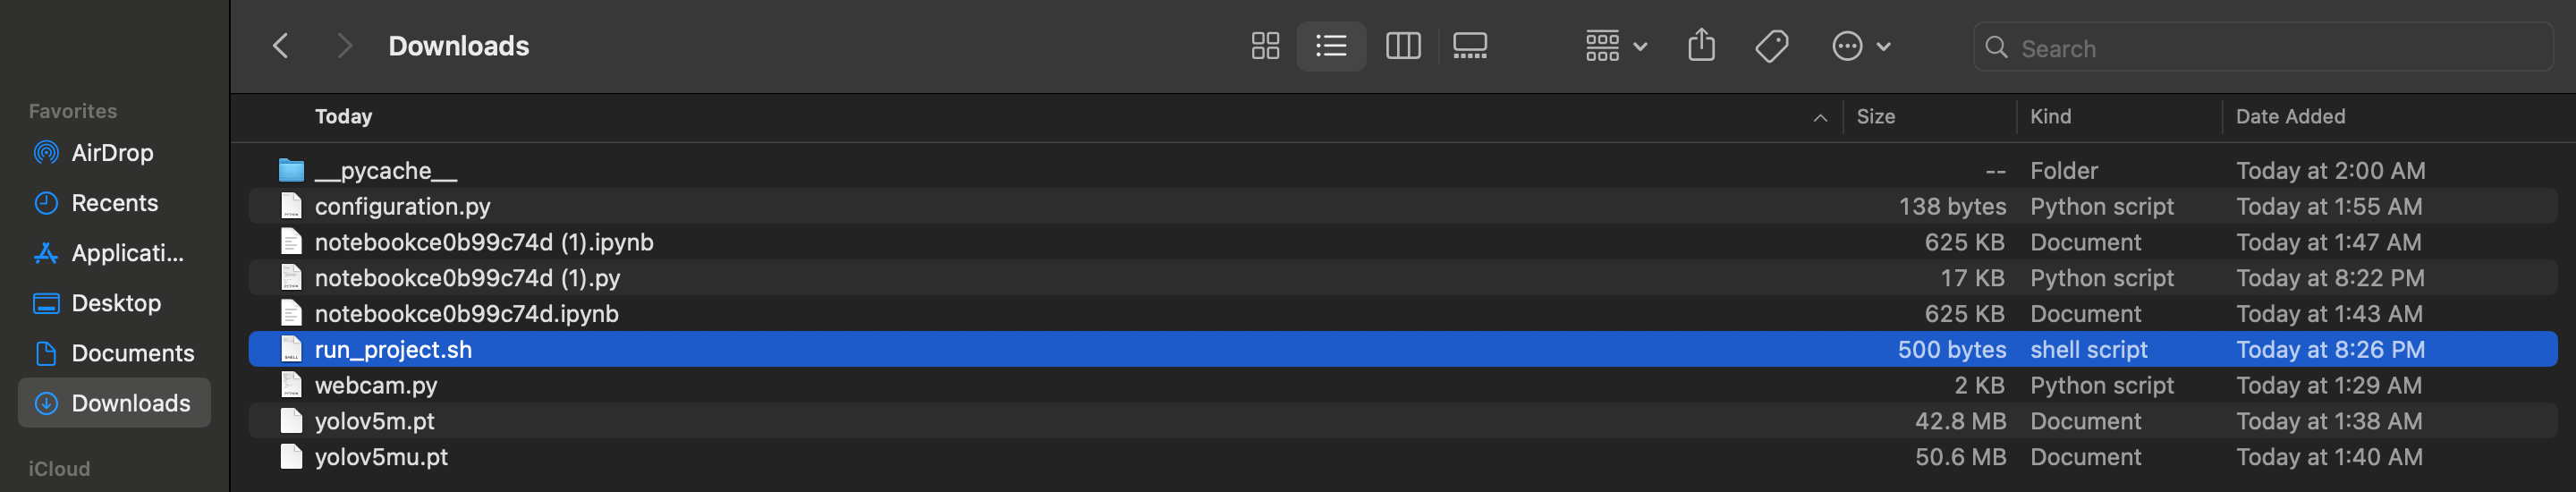 Downloads
Search
Favorites
AirDrop
Recents
Applicati...
Desktop
Documents
Downloads
iCloud
Today Size Kind Date Added
__pycache__ -- Folder Today at 2:00 AM
configuration.py 138 bytes Python script Today at 1:55 AM
notebookce0b99c74d (1).ipynb 625 KB Document Today at 1:47 AM
notebookce0b99c74d (1).py 17 KB Python script Today at 8:22 PM
notebookce0b99c74d.ipynb 625 KB Document Today at 1:43 AM
run_project.sh 500 bytes shell script Today at 8:26 PM
webcam.py 2 KB Python script Today at 1:29 AM
yolov5m.pt 42.8 MB Document Today at 1:38 AM
yolov5mu.pt 50.6 MB Document Today at 1:40 AM